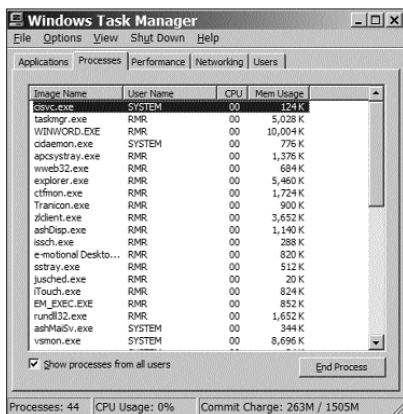 Windows Task Manager
File Options View Shut Down Help
Applications Processes Performance Networking Users
Image Name User Name CPU Mem Usage
cisvc.exe SYSTEM 00 124 K
taskmgr.exe RMR 00 5,028 K
WINWORD.EXE RMR 00 10,004 K
cidaemon.exe SYSTEM 00 776 K
apcsystray.exe RMR 00 1,376 K
wweb32.exe RMR 00 684 K
explorer.exe RMR 00 5,460 K
ctfmon.exe RMR 00 1,724 K
Tranicon.exe RMR 00 900 K
zlclient.exe RMR 00 3,652 K
ashDisp.exe RMR 00 1,140 K
issch.exe RMR 00 288 K
e-motional Deskto... RMR 00 820 K
sstray.exe RMR 00 512 K
jusched.exe RMR 00 20 K
iTouch.exe RMR 00 824 K
EM_EXEC.EXE RMR 00 852 K
rundll32.exe RMR 00 1,652 K
ashMaiSv.exe SYSTEM 00 344 K
vsmon.exe SYSTEM 00 8,696 K
Show processes from all users
End Process
Processes: 44 CPU Usage: 0% Commit Charge: 263M / 1505M